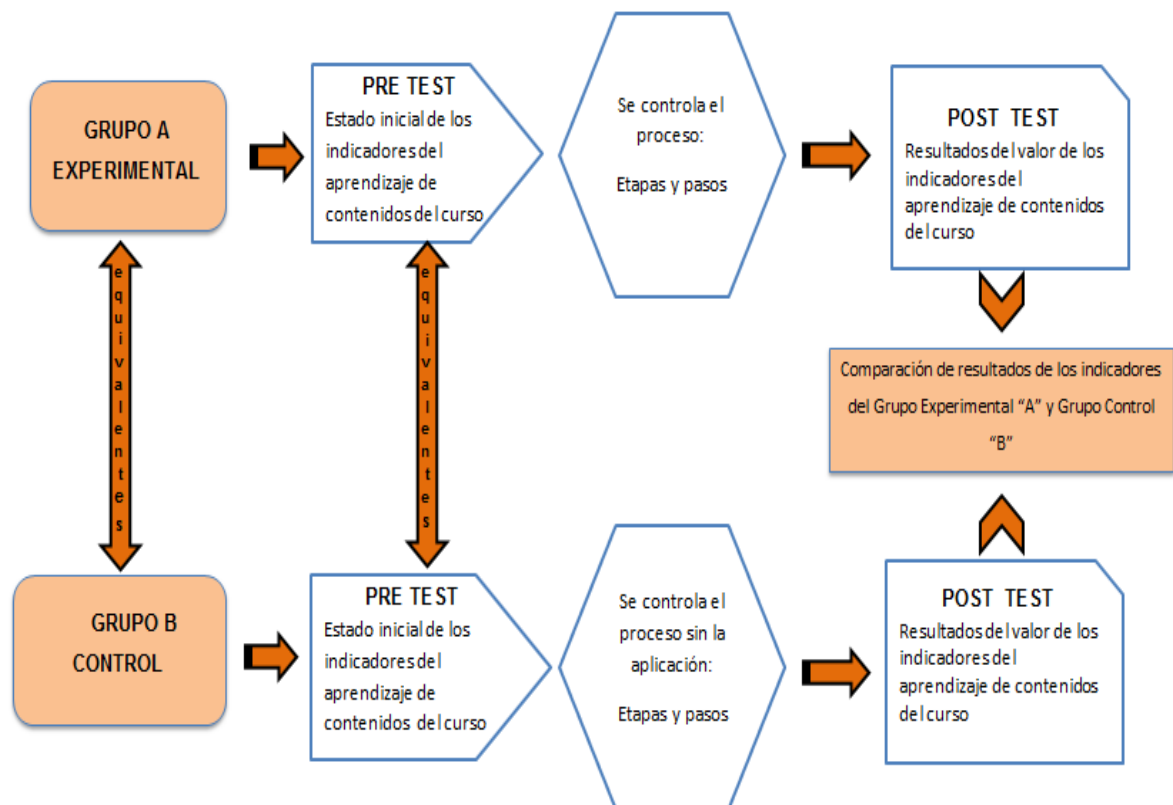 GRUPO A
EXPERIMENTAL
PRE TEST
Estado inicial de los
indicadores del
aprendizaje de
contenidos del curso
Se controla el
proceso:
Etapas y pasos
POST TEST
Resultados del valor de los
indicadores del
aprendizaje de contenidos
del curso
equivalentes
equivalentes
Comparación de resultados de los indicadores
del Grupo Experimental “A” y Grupo Control
“B”
GRUPO B
CONTROL
PRE TEST
Estado inicial de los
indicadores del
aprendizaje de
contenidos del curso
Se controla el
proceso sin la
aplicación:
Etapas y pasos
POST TEST
Resultados del valor de los
indicadores del
aprendizaje de contenidos
del curso